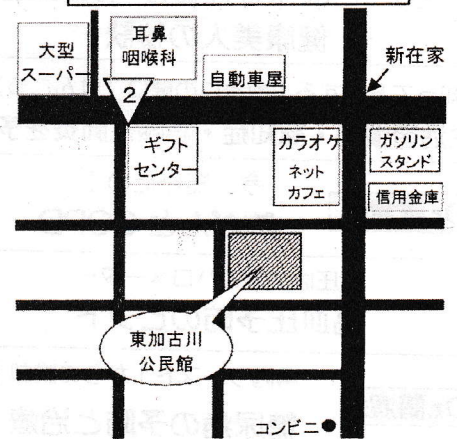 大型
スーパー
耳鼻
咽喉科
自動車屋
新在家
2
ギフト
センター
カラオケ
ネット
カフェ
ガソリン
スタンド
信用金庫
東加古川
公民館
コンビニ